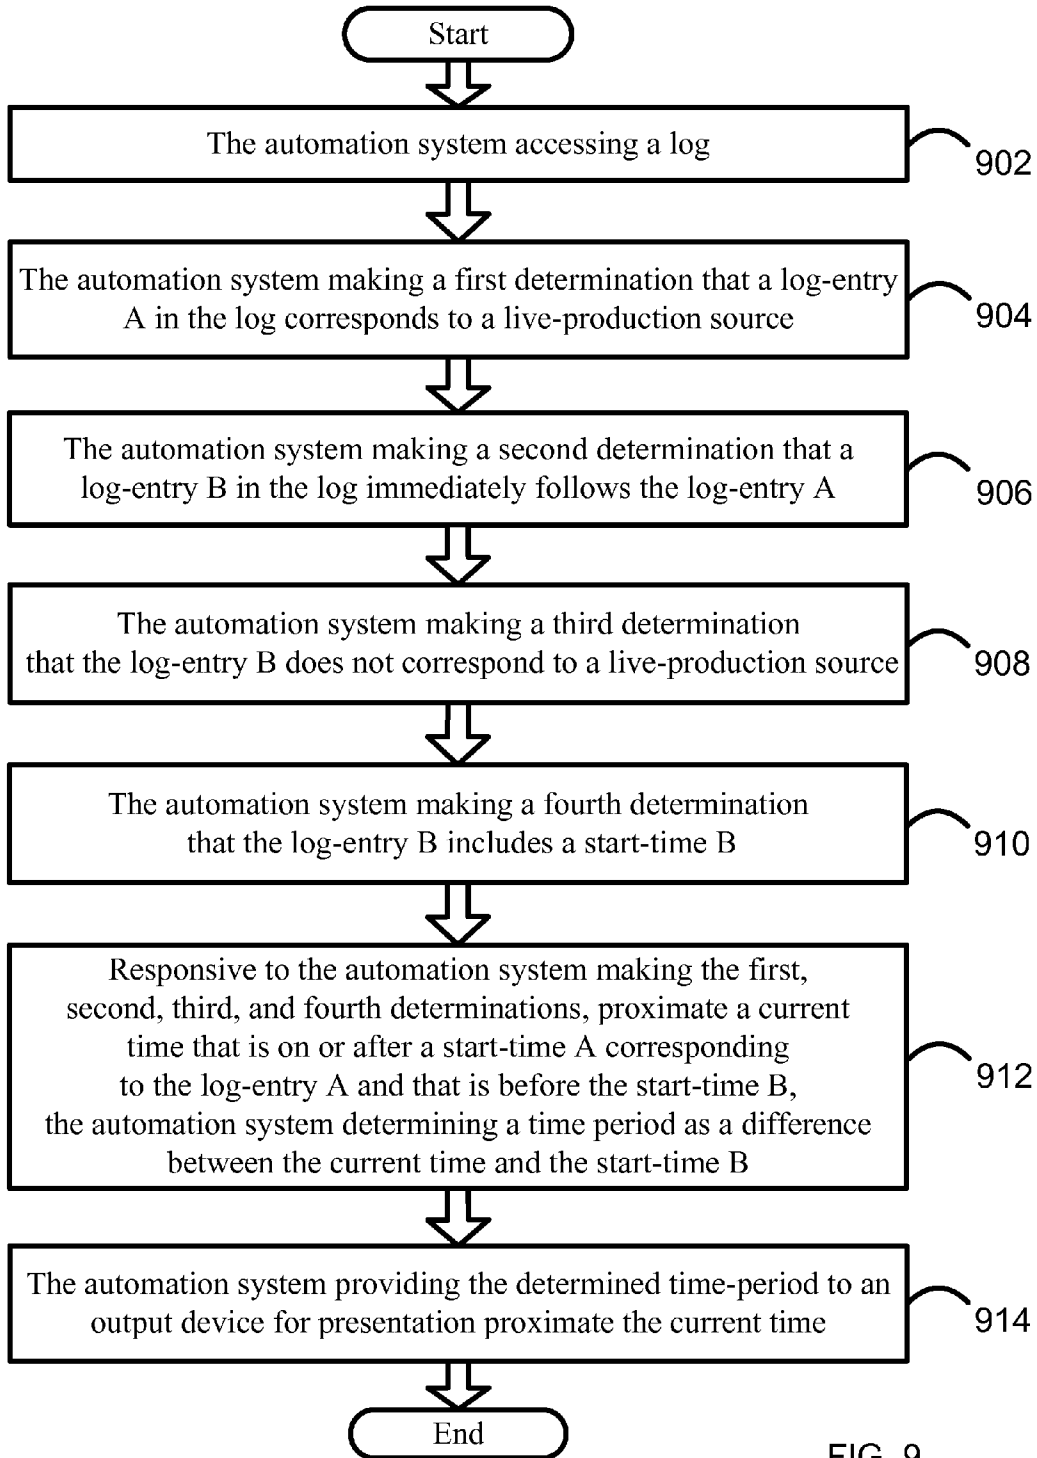 Start
The automation system accessing a log
902
The automation system making a first determination that a log-entry
A in the log corresponds to a live-production source
904
The automation system making a second determination that a
log-entry B in the log immediately follows the log-entry A
906
The automation system making a third determination
that the log-entry B does not correspond to a live-production source
908
The automation system making a fourth determination
that the log-entry B includes a start-time B
910
Responsive to the automation system making the first,
second, third, and fourth determinations, proximate a current
time that is on or after a start-time A corresponding
to the log-entry A and that is before the start-time B,
the automation system determining a time period as a difference
between the current time and the start-time B
912
The automation system providing the determined time-period to an
output device for presentation proximate the current time
914
End
FIG. 9